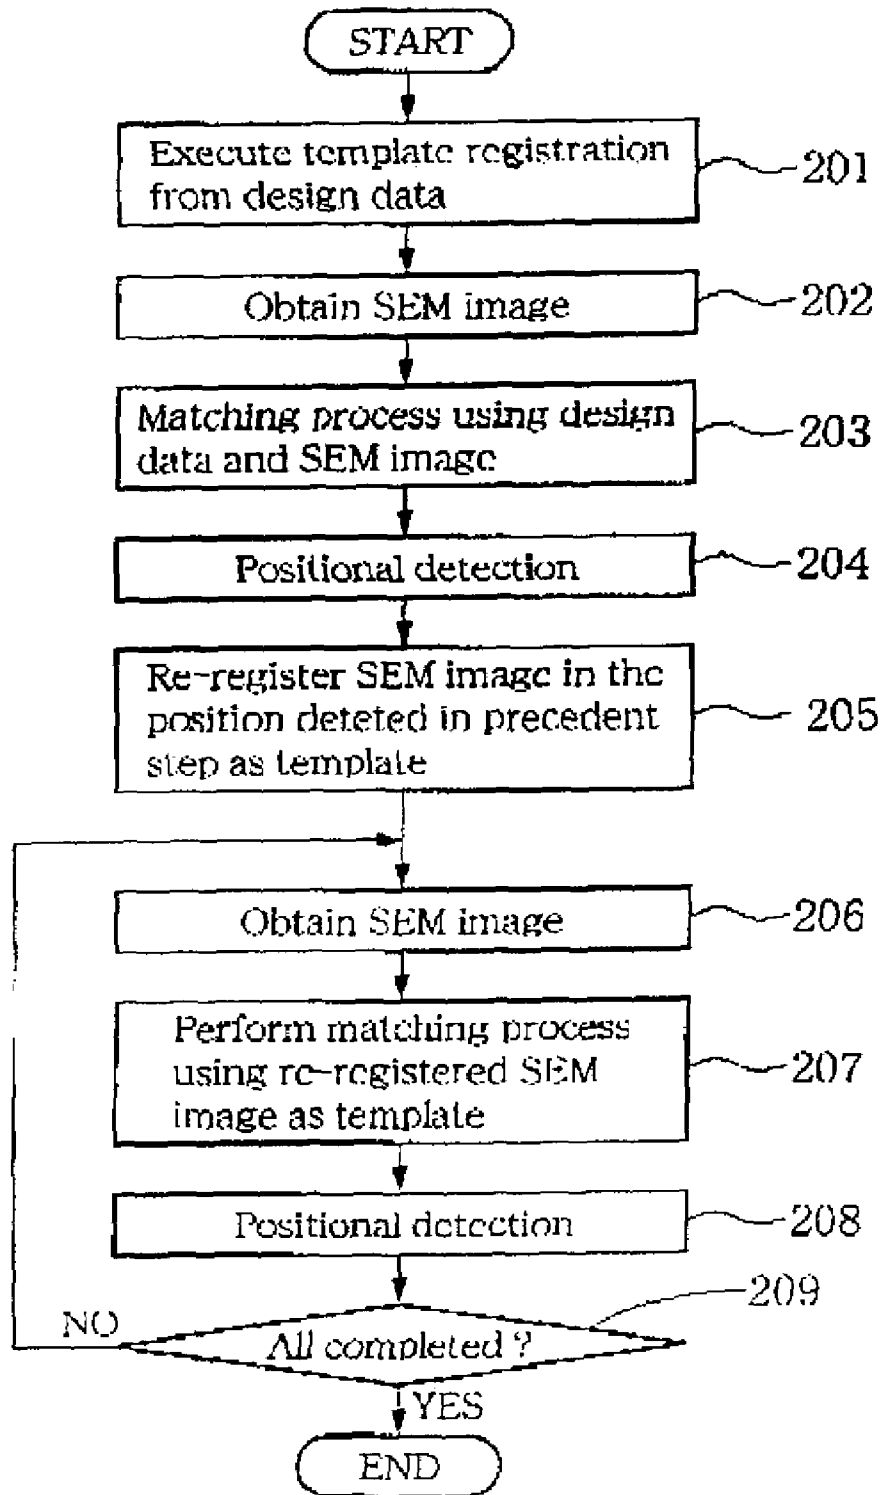 START
Execute template registration
from design data
201
Obtain SEM image
202
Matching process using design
data and SEM image
203
Positional detection
204
Re-register SEM image in the
position deteted in precedent
step as template
205
Obtain SEM image
206
Perform matching process
using re-registered SEM
image as template
207
Positional detection
208
209
NO
All completed ?
YES
END